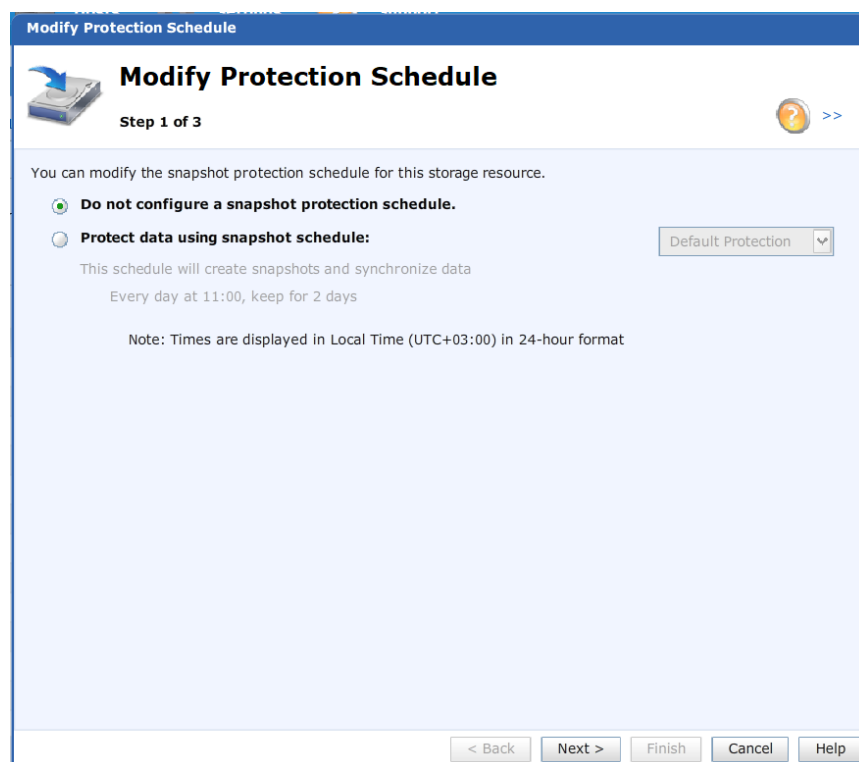 Modify Protection Schedule
Modify Protection Schedule
Step 1 of 3
>>
You can modify the snapshot protection schedule for this storage resource.
Do not configure a snapshot protection schedule.
Protect data using snapshot schedule:
Default Protection
This schedule will create snapshots and synchronize data
Every day at 11:00, keep for 2 days
Note: Times are displayed in Local Time (UTC+03:00) in 24-hour format
< Back Next > Finish Cancel Help